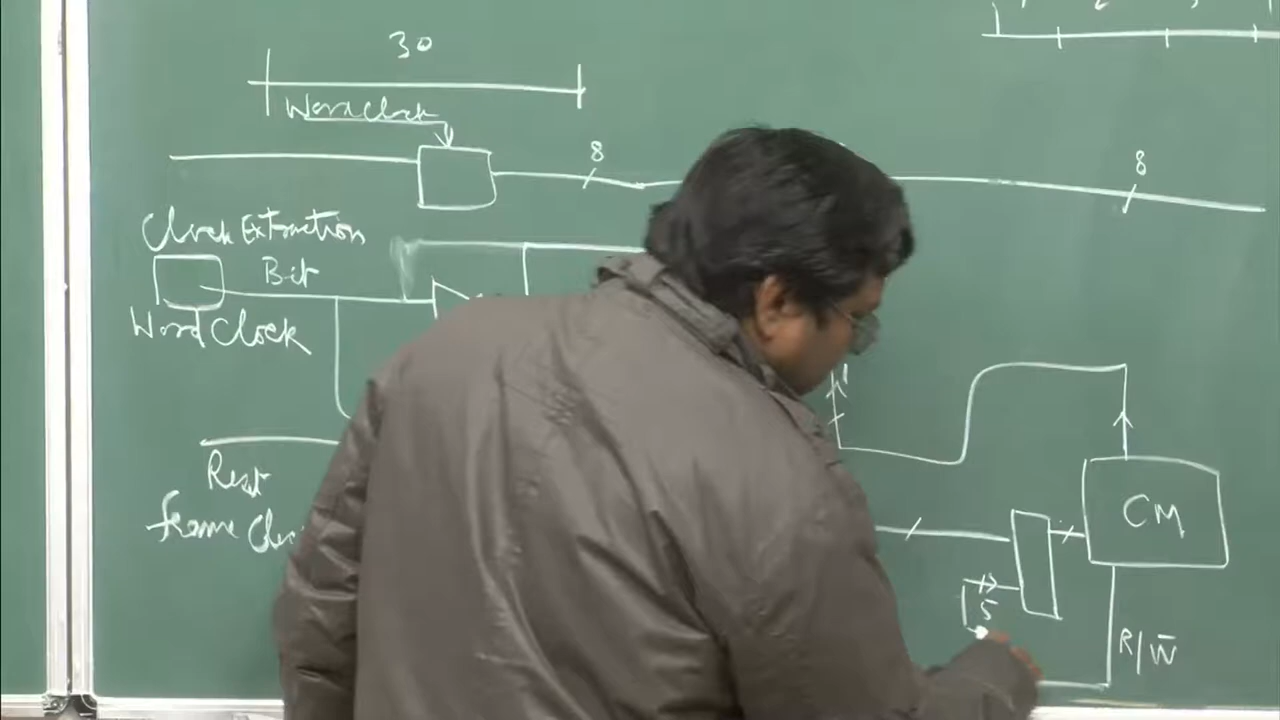 30
Word Clock
8
8
Clock Extraction
Bit
Word Clock
Rest
frame
CM
5
R/W̅